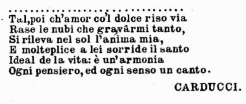 ..............................
Tal, poi ch'amor co'l dolce riso via
Rase le nubi che gravârmi tanto,
Si rileva nel sol l'anima mia,
E molteplice a lei sorride il santo
Ideal de la vita: è un'armonia
Ogni pensiero, ed ogni senso un canto.
CARDUCCI.